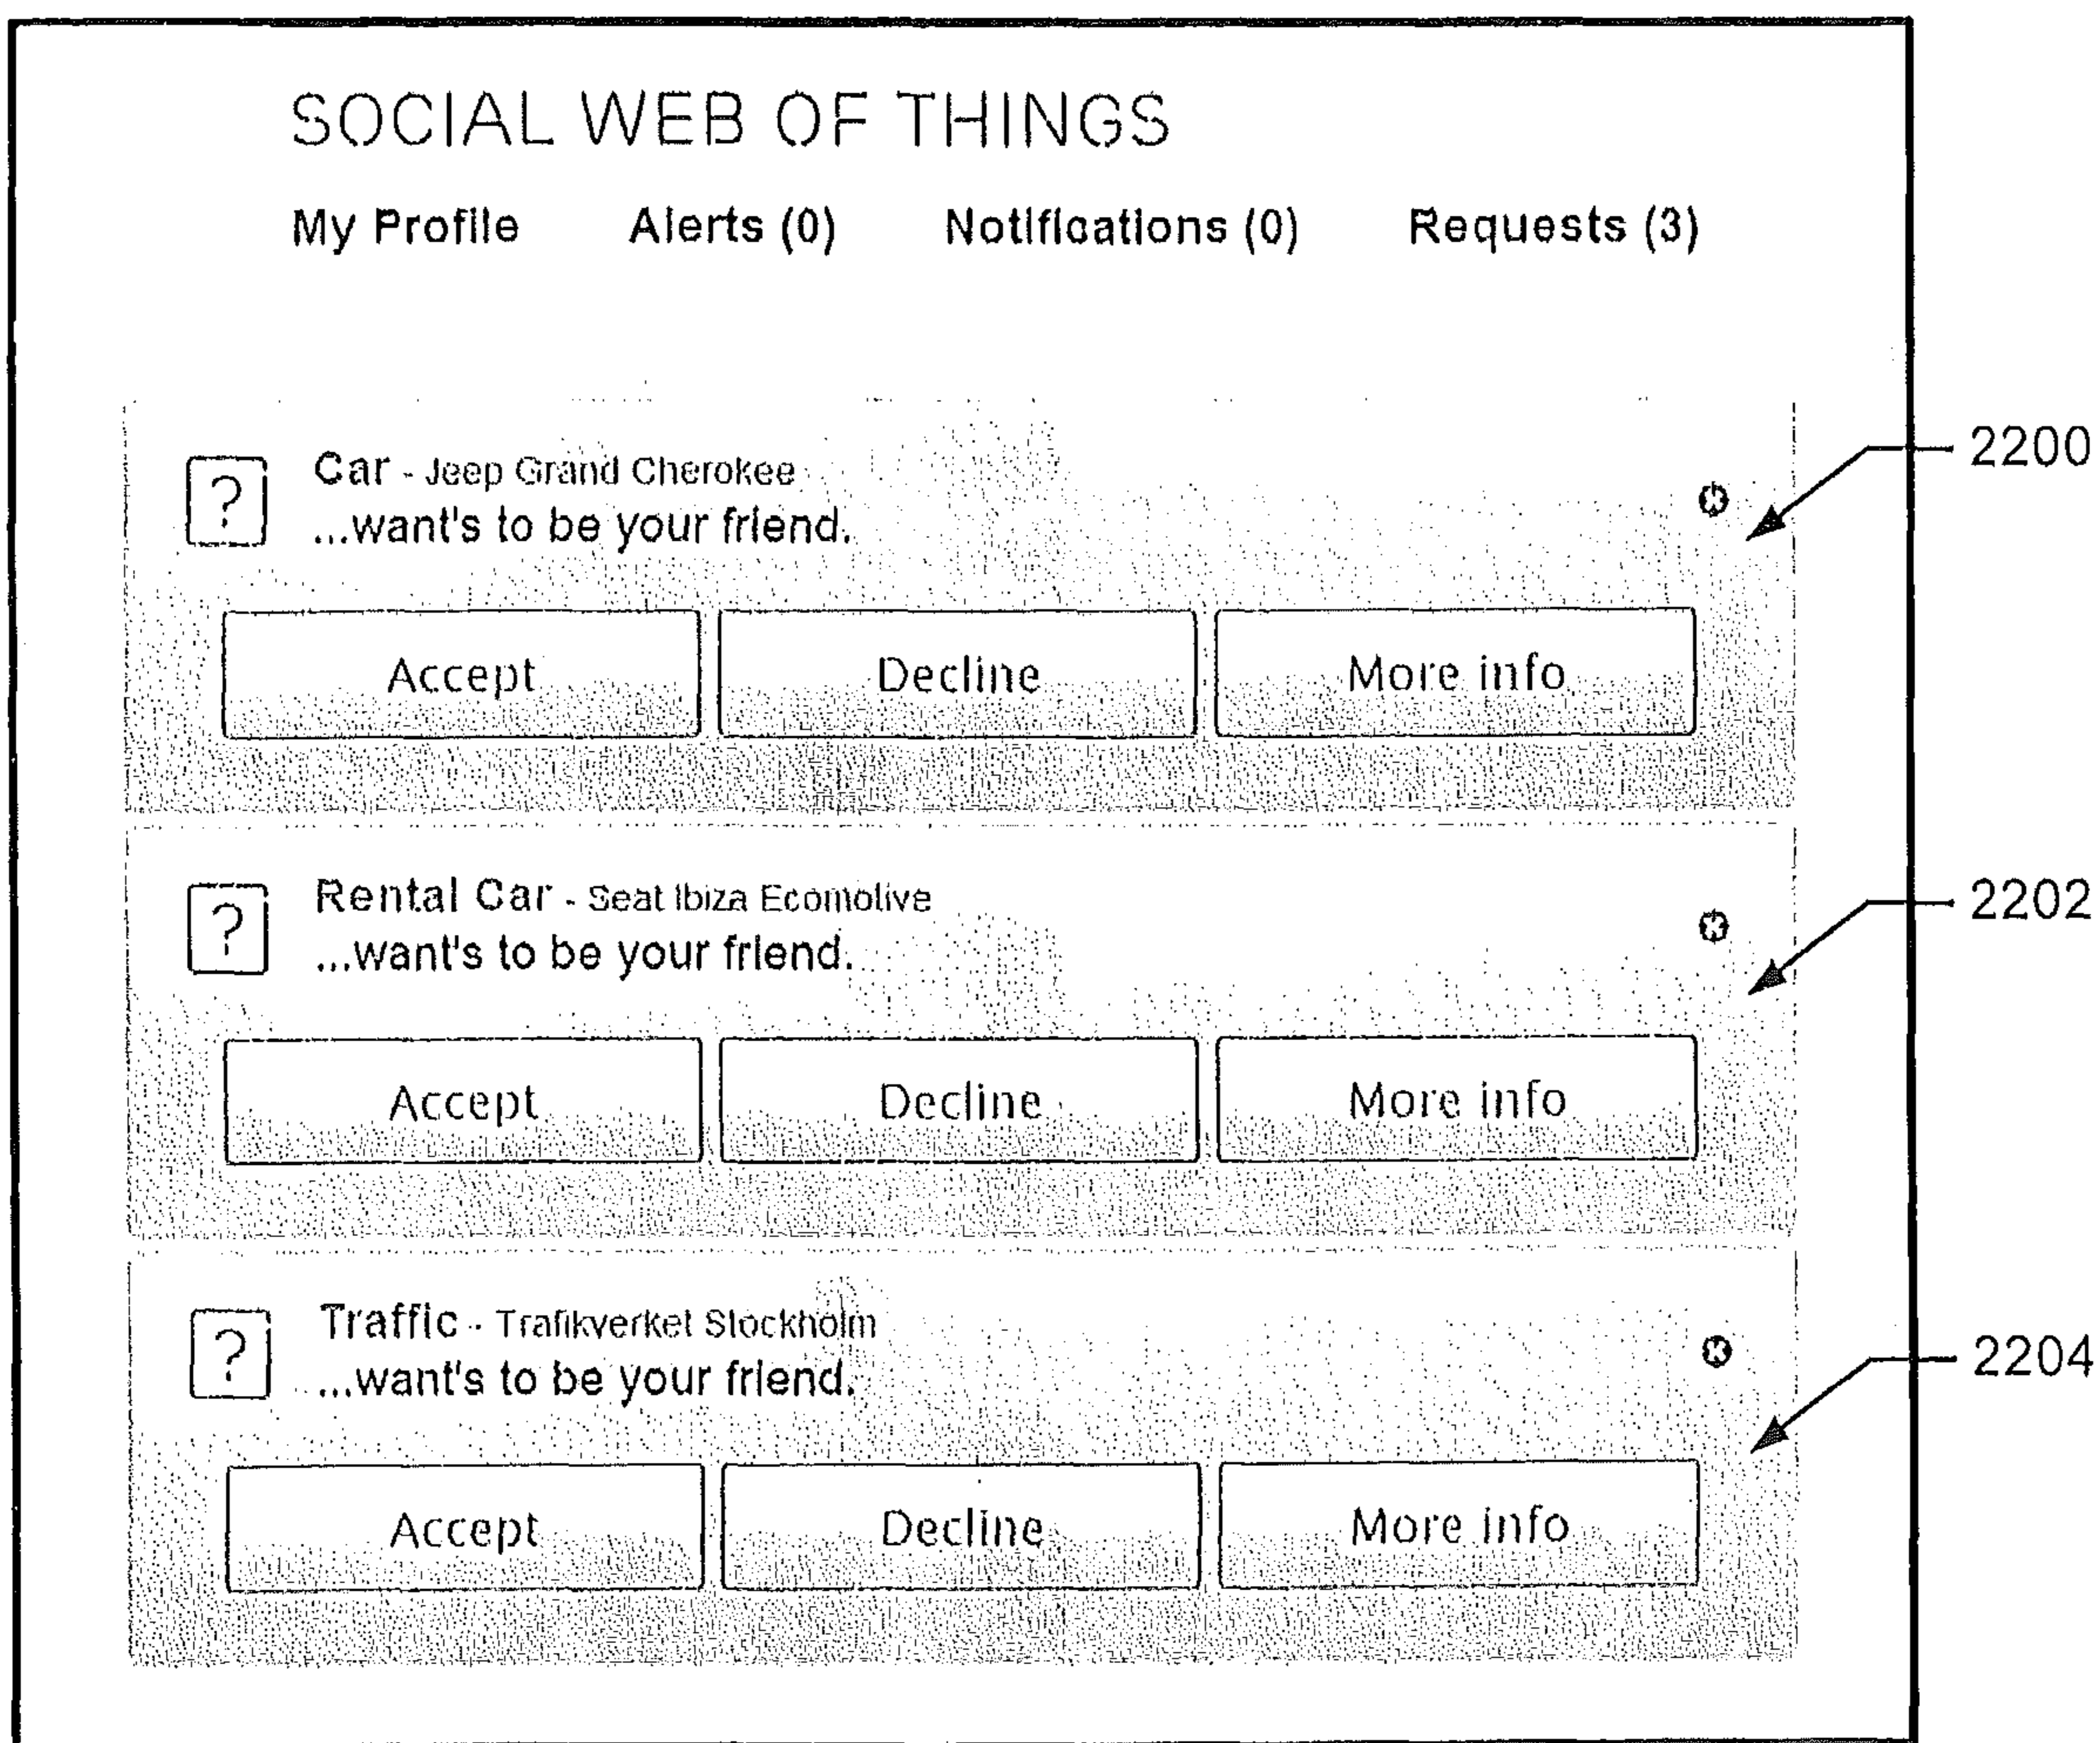 SOCIAL WEB OF THINGS
My Profile Alerts (0) Notifications (0) Requests (3)
? Car - Jeep Grand Cherokee
...want's to be your friend.
2200
Accept Decline More info
? Rental Car - Seat Ibiza Ecomotive
...want's to be your friend.
2202
Accept Decline More info
? Traffic - Trafikverket Stockholm
...want's to be your friend.
2204
Accept Decline More info